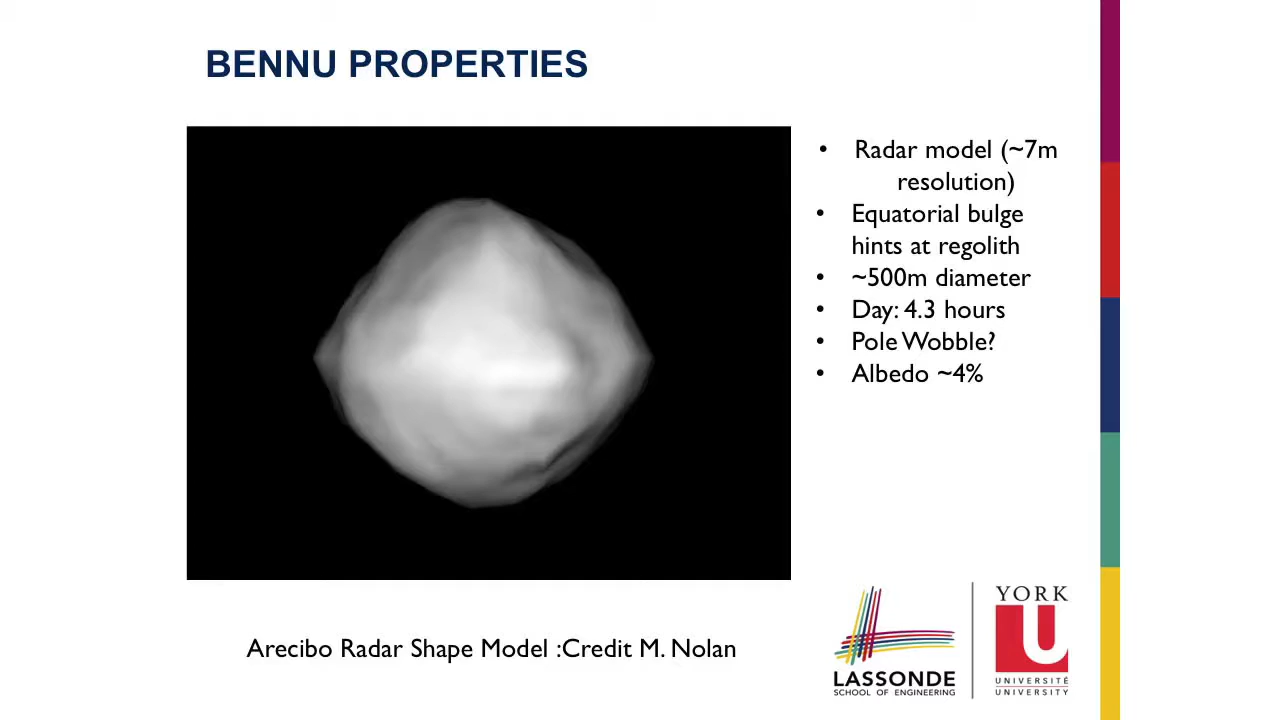 BENNU PROPERTIES
• Radar model (~7m
resolution)
• Equatorial bulge
hints at regolith
• ~500m diameter
• Day: 4.3 hours
• Pole Wobble?
• Albedo ~4%
Arecibo Radar Shape Model :Credit M. Nolan
LASSONDE
SCHOOL OF ENGINEERING
YORK
U
UNIVERSITÉ
UNIVERSITY